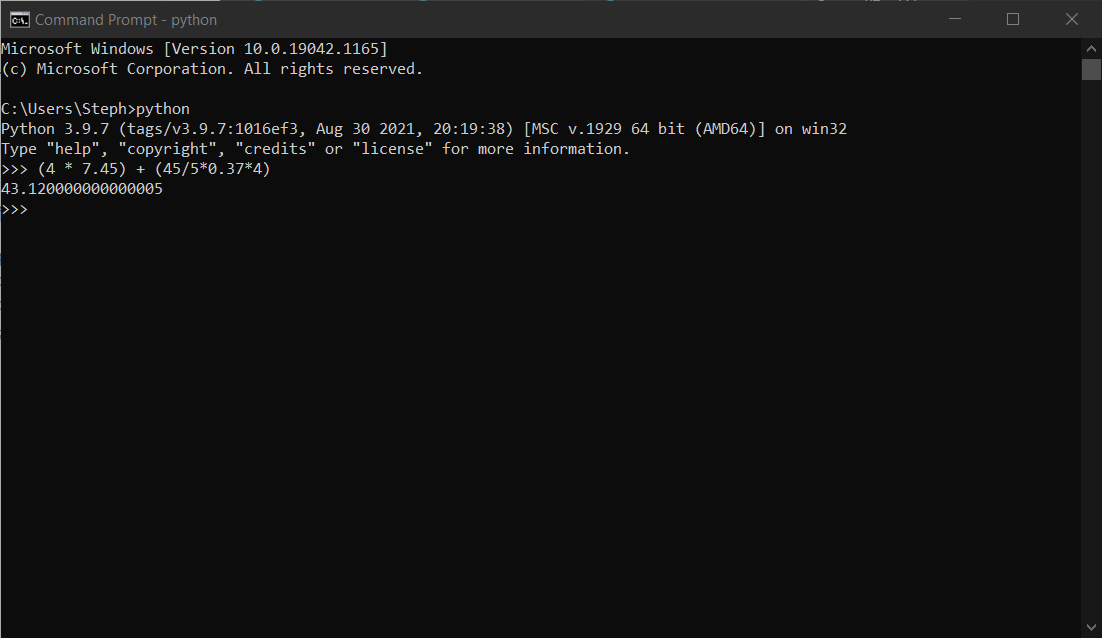 Command Prompt - python
Microsoft Windows [Version 10.0.19042.1165]
(c) Microsoft Corporation. All rights reserved.
C:\Users\Steph>python
Python 3.9.7 (tags/v3.9.7:1016ef3, Aug 30 2021, 20:19:38) [MSC v.1929 64 bit (AMD64)] on win32
Type "help", "copyright", "credits" or "license" for more information.
>>> (4 * 7.45) + (45/5*0.37*4)
43.120000000000005
>>>